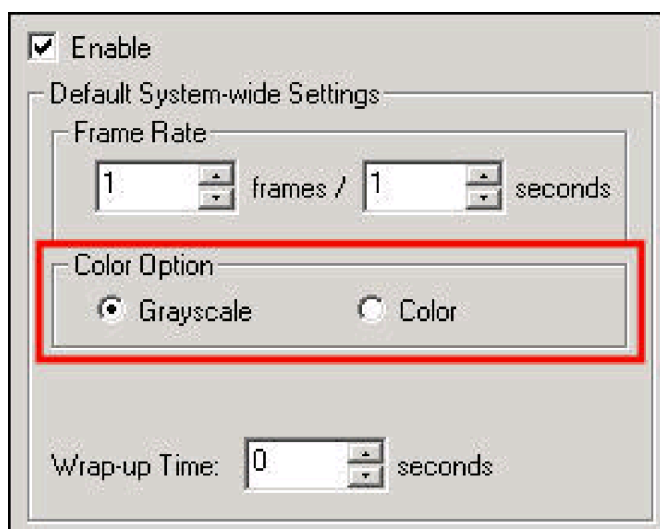 Enable
Default System-wide Settings
Frame Rate
1 frames / 1 seconds
Color Option
Grayscale Color
Wrap-up Time: 0 seconds